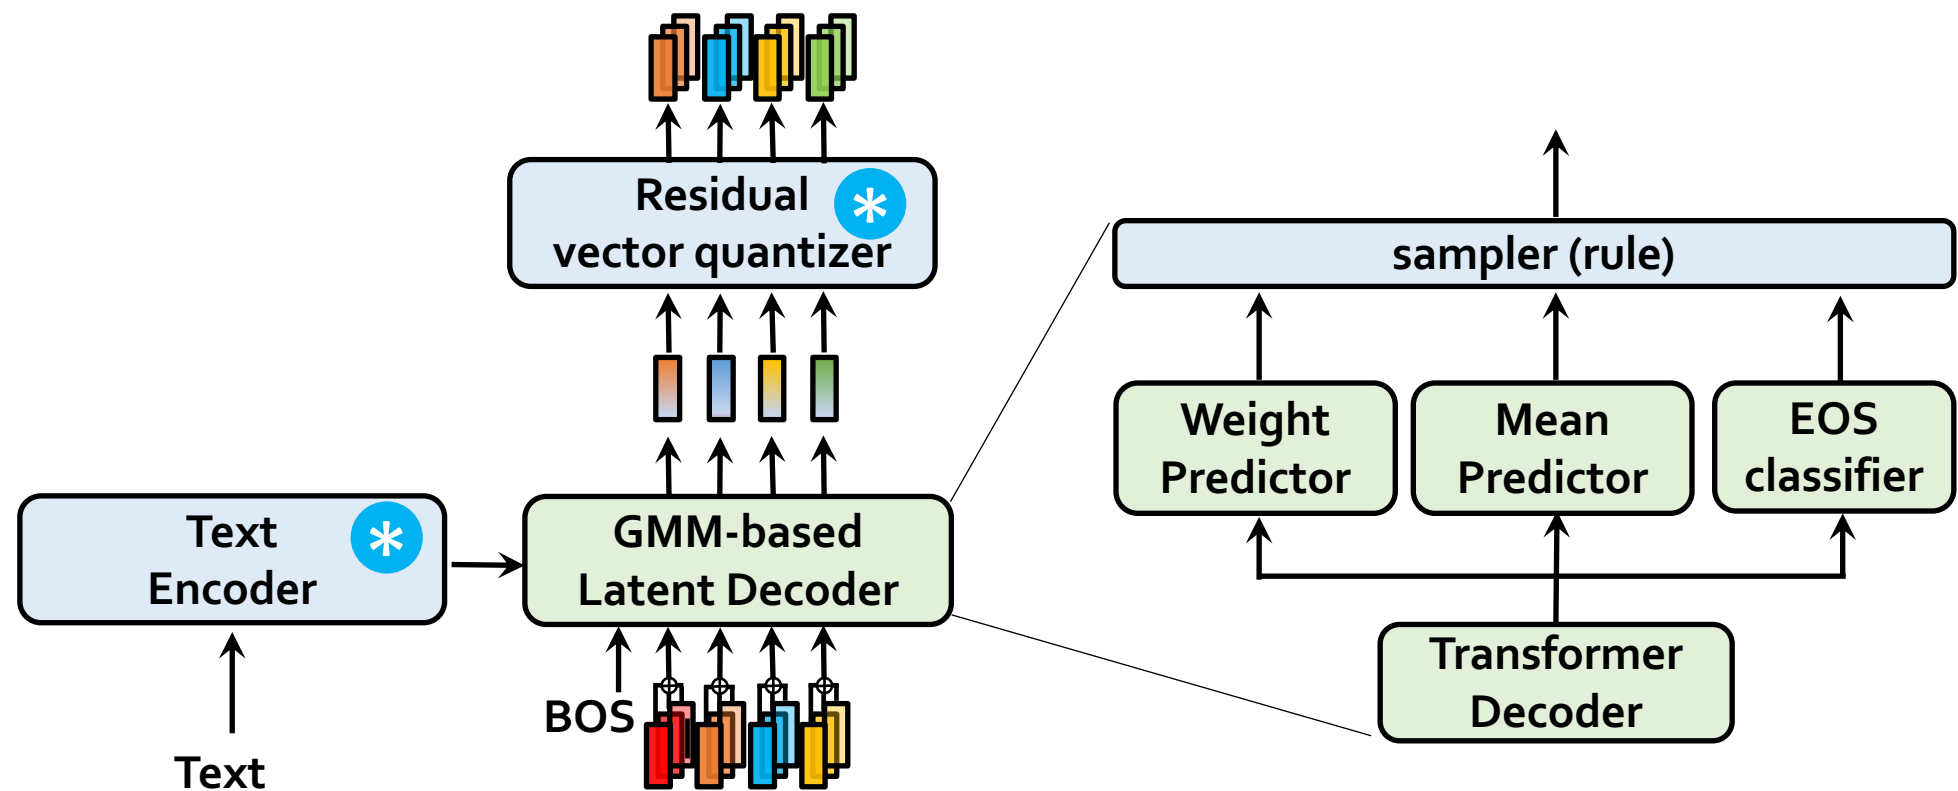 Residual
vector quantizer
*
sampler (rule)
Weight
Predictor
Mean
Predictor
EOS
classifier
Text
Encoder
*
GMM-based
Latent Decoder
Transformer
Decoder
BOS
Text